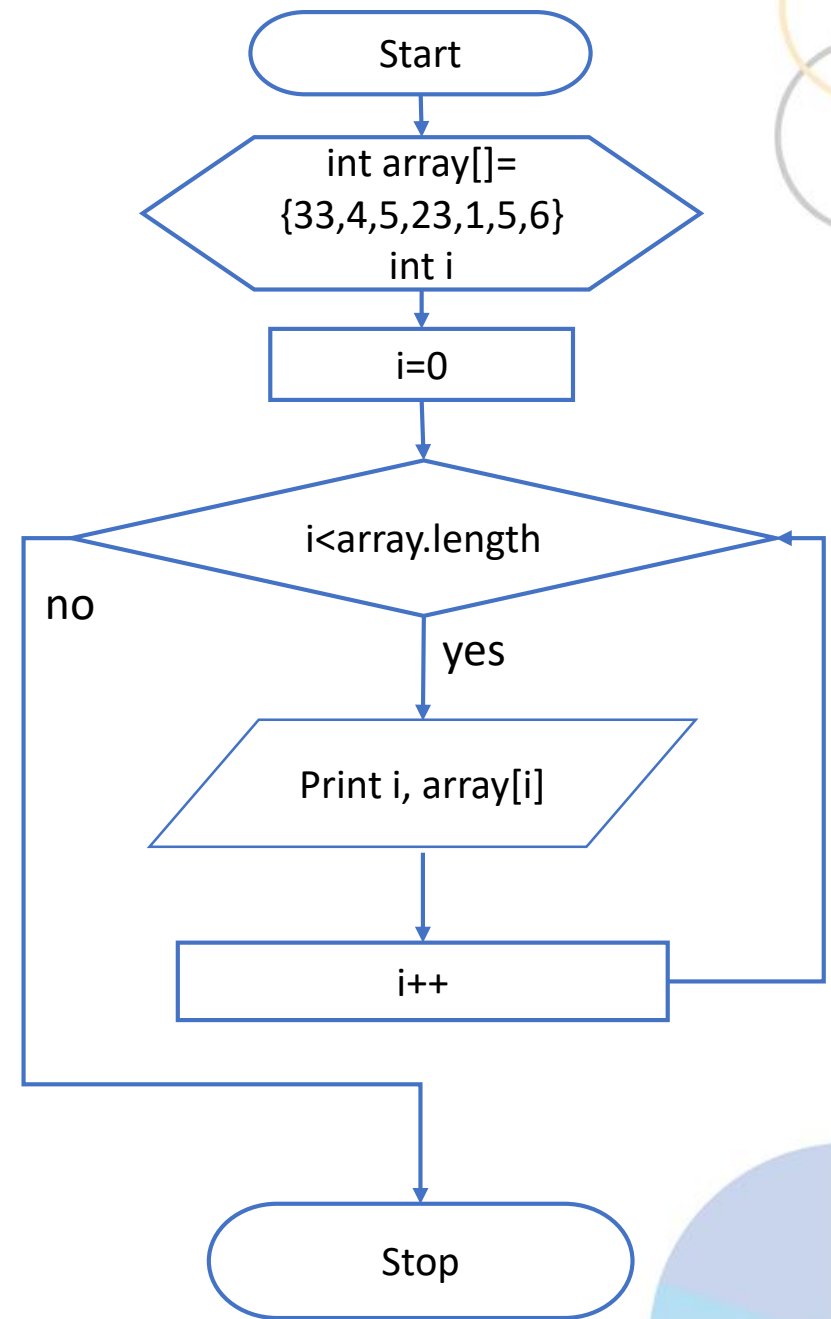 Start
int array[]=
{33,4,5,23,1,5,6}
int i
i=0
i<array.length
no
yes
Print i, array[i]
i++
Stop